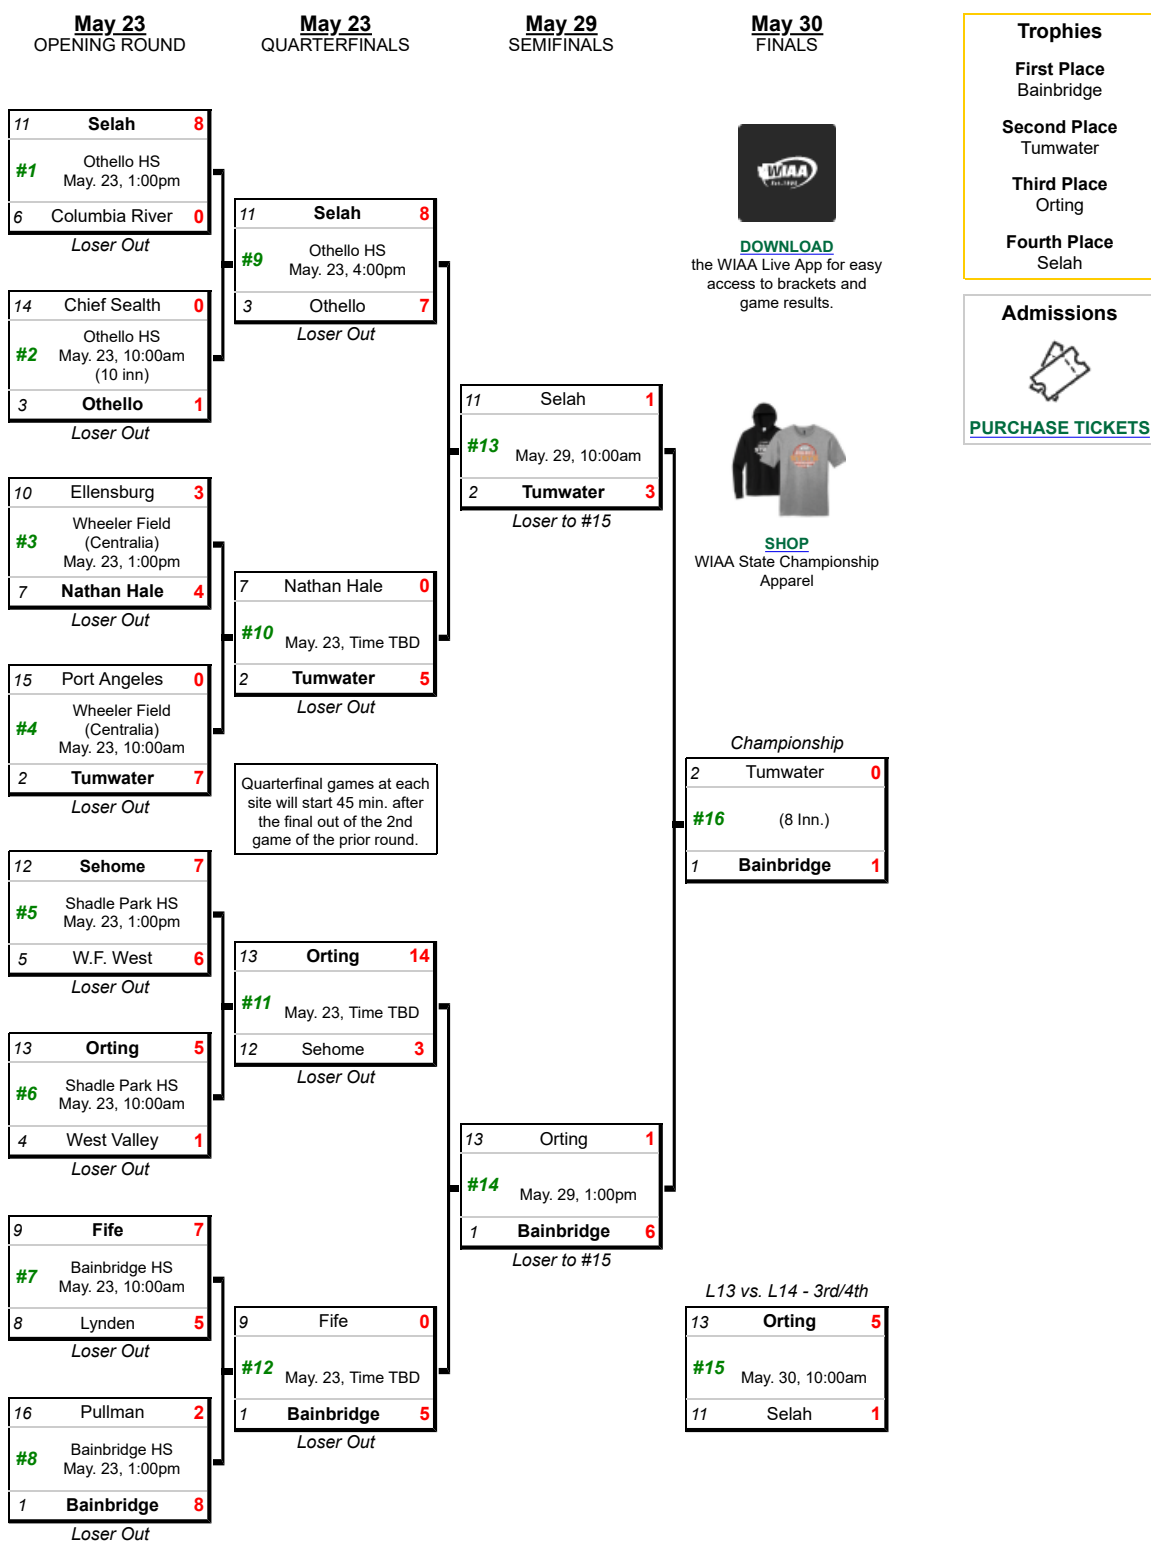 May 23
OPENING ROUND
May 23
QUARTERFINALS
May 29
SEMIFINALS
May 30
FINALS
11 Selah 8
#1
Othello HS
May. 23, 1:00pm
6 Columbia River 0
Loser Out
14 Chief Sealth 0
#2
Othello HS
May. 23, 10:00am
(10 inn)
3 Othello 1
Loser Out
10 Ellensburg 3
#3
Wheeler Field
(Centralia)
May. 23, 1:00pm
7 Nathan Hale 4
Loser Out
15 Port Angeles 0
#4
Wheeler Field
(Centralia)
May. 23, 10:00am
2 Tumwater 7
Loser Out
12 Sehome 7
#5
Shadle Park HS
May. 23, 1:00pm
5 W.F. West 6
Loser Out
13 Orting 5
#6
Shadle Park HS
May. 23, 10:00am
4 West Valley 1
Loser Out
9 Fife 7
#7
Bainbridge HS
May. 23, 10:00am
8 Lynden 5
Loser Out
16 Pullman 2
#8
Bainbridge HS
May. 23, 1:00pm
1 Bainbridge 8
Loser Out
11 Selah 8
#9
Othello HS
May. 23, 4:00pm
3 Othello 7
Loser Out
7 Nathan Hale 0
#10
May. 23, Time TBD
2 Tumwater 5
Loser Out
Quarterfinal games at each
site will start 45 min. after
the final out of the 2nd
game of the prior round.
13 Orting 14
#11
May. 23, Time TBD
12 Sehome 3
Loser Out
9 Fife 0
#12
May. 23, Time TBD
1 Bainbridge 5
Loser Out
11 Selah 1
#13
May. 29, 10:00am
2 Tumwater 3
Loser to #15
13 Orting 1
#14
May. 29, 1:00pm
1 Bainbridge 6
Loser to #15
WIAA
DOWNLOAD
the WIAA Live App for easy
access to brackets and
game results.
SHOP
WIAA State Championship
Apparel
Championship
2 Tumwater 0
#16
(8 Inn.)
1 Bainbridge 1
L13 vs. L14 - 3rd/4th
13 Orting 5
#15
May. 30, 10:00am
11 Selah 1
Trophies
First Place
Bainbridge
Second Place
Tumwater
Third Place
Orting
Fourth Place
Selah
Admissions
PURCHASE TICKETS